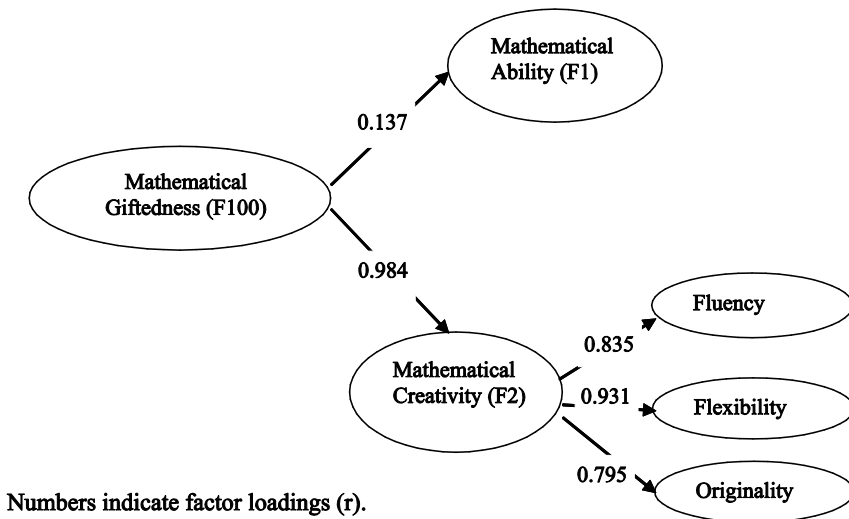 Mathematical
Ability (F1)
0.137
Mathematical
Giftedness (F100)
0.984
Fluency
0.835
Mathematical
Creativity (F2)
0.931
Flexibility
0.795
Originality
Numbers indicate factor loadings (r).